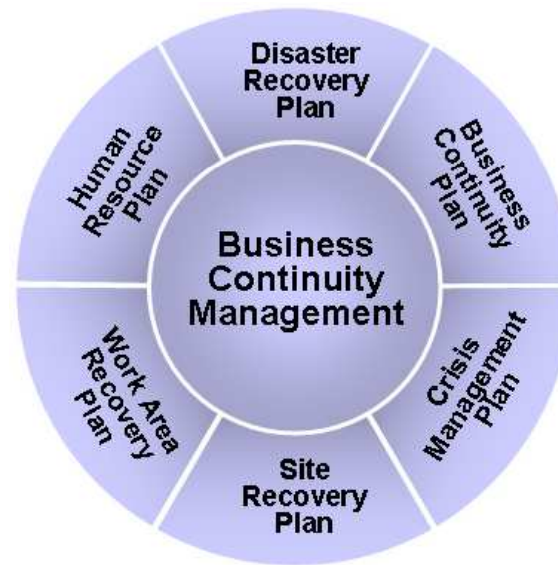 Disaster
Recovery
Plan
Business
Continuity
Plan
Crisis
Management
Plan
Site
Recovery
Plan
Work Area
Recovery
Plan
Human
Resource
Plan
Business
Continuity
Management